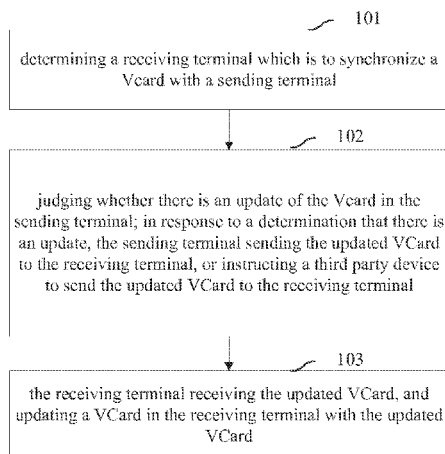 101
determining a receiving terminal which is to synchronize a
Vcard with a sending terminal
102
judging whether there is an update of the Vcard in the
sending terminal; in response to a determination that there
is an update, the sending terminal sending the updated VCard
to the receiving terminal, or instructing a third party device
to send the updated VCard to the receiving terminal
103
the receiving terminal receiving the updated VCard, and
updating a VCard in the receiving terminal with the updated
VCard